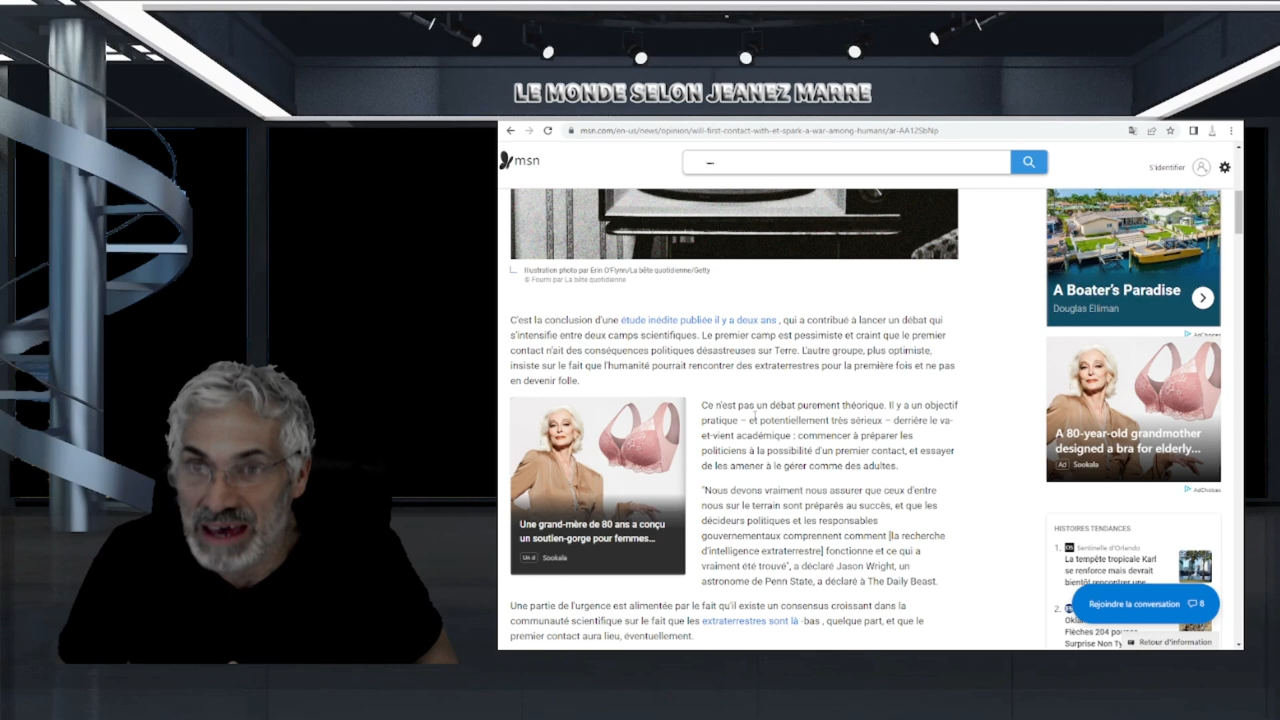 LE MONDE SELON JEANEZ MARRE
msn.com/en-us/news/opinion/will-first-contact-with-et-spark-a-war-among-humans/ar-AA12SbNp
msn
S'identifier
Illustration photo par Erin O'Flynn/La bête quotidienne/Getty
© Fourni par La bête quotidienne
C'est la conclusion d'une étude inédite publiée il y a deux ans , qui a contribué à lancer un débat qui
s'intensifie entre deux camps scientifiques. Le premier camp est pessimiste et craint que le premier
contact n'ait des conséquences politiques désastreuses sur Terre. L'autre groupe, plus optimiste,
insiste sur le fait que l'humanité pourrait rencontrer des extraterrestres pour la première fois et ne pas
en devenir folle.
Une grand-mère de 80 ans a conçu
un soutien-gorge pour femmes...
Un d Sookala
Ce n'est pas un débat purement théorique. Il y a un objectif
pratique – et potentiellement très sérieux – derrière le va-
et-vient académique : commencer à préparer les
politiciens à la possibilité d'un premier contact, et essayer
de les amener à le gérer comme des adultes.
"Nous devons vraiment nous assurer que ceux d'entre
nous sur le terrain sont préparés au succès, et que les
décideurs politiques et les responsables
gouvernementaux comprennent comment [la recherche
d'intelligence extraterrestre] fonctionne et ce qui a
vraiment été trouvé", a déclaré Jason Wright, un
astronome de Penn State, a déclaré à The Daily Beast.
Une partie de l'urgence est alimentée par le fait qu'il existe un consensus croissant dans la
communauté scientifique sur le fait que les extraterrestres sont là -bas , quelque part, et que le
premier contact aura lieu, éventuellement.
A Boater's Paradise
Douglas Elliman
AdChoices
A 80-year-old grandmother
designed a bra for elderly...
Ad Sookala
AdChoices
HISTOIRES TENDANCES
1. Sentinelle d'Orlando
La tempête tropicale Karl
se renforce mais devrait
bientôt rencontrer une
Rejoindre la conversation 8
2.
Flèches 204
Surprise Non
Retour d'information